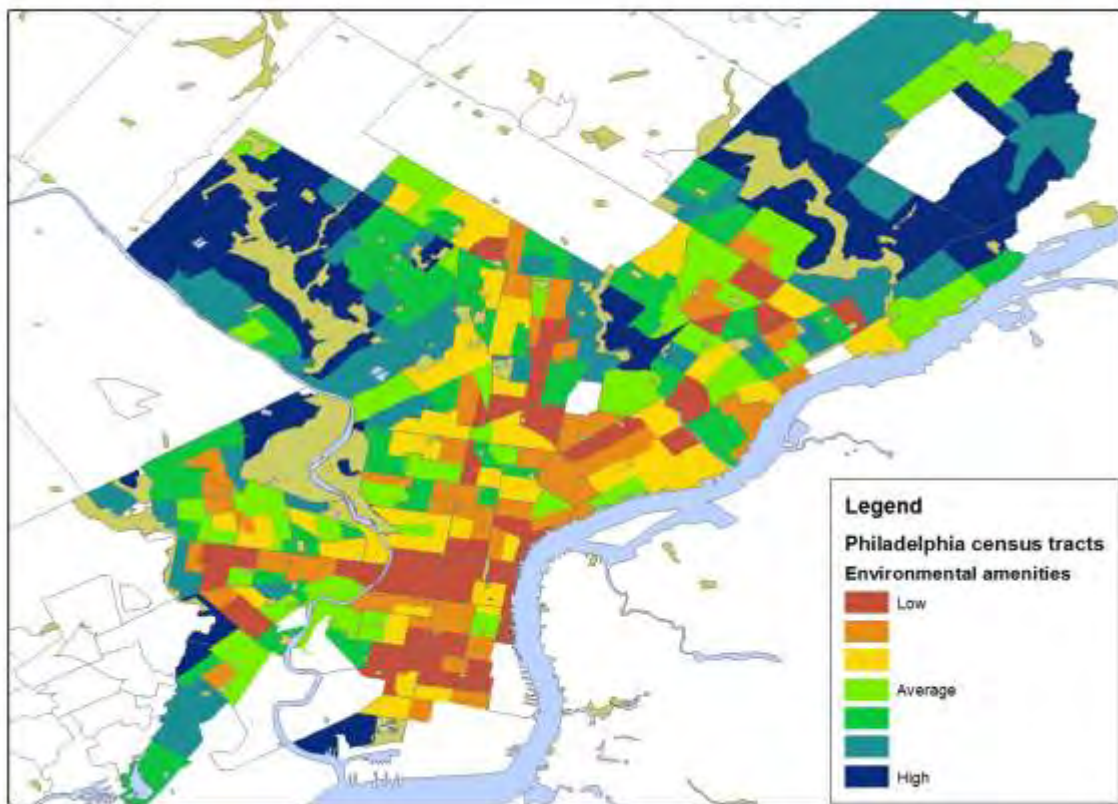 Legend
Philadelphia census tracts
Environmental amenities
Low
Average
High